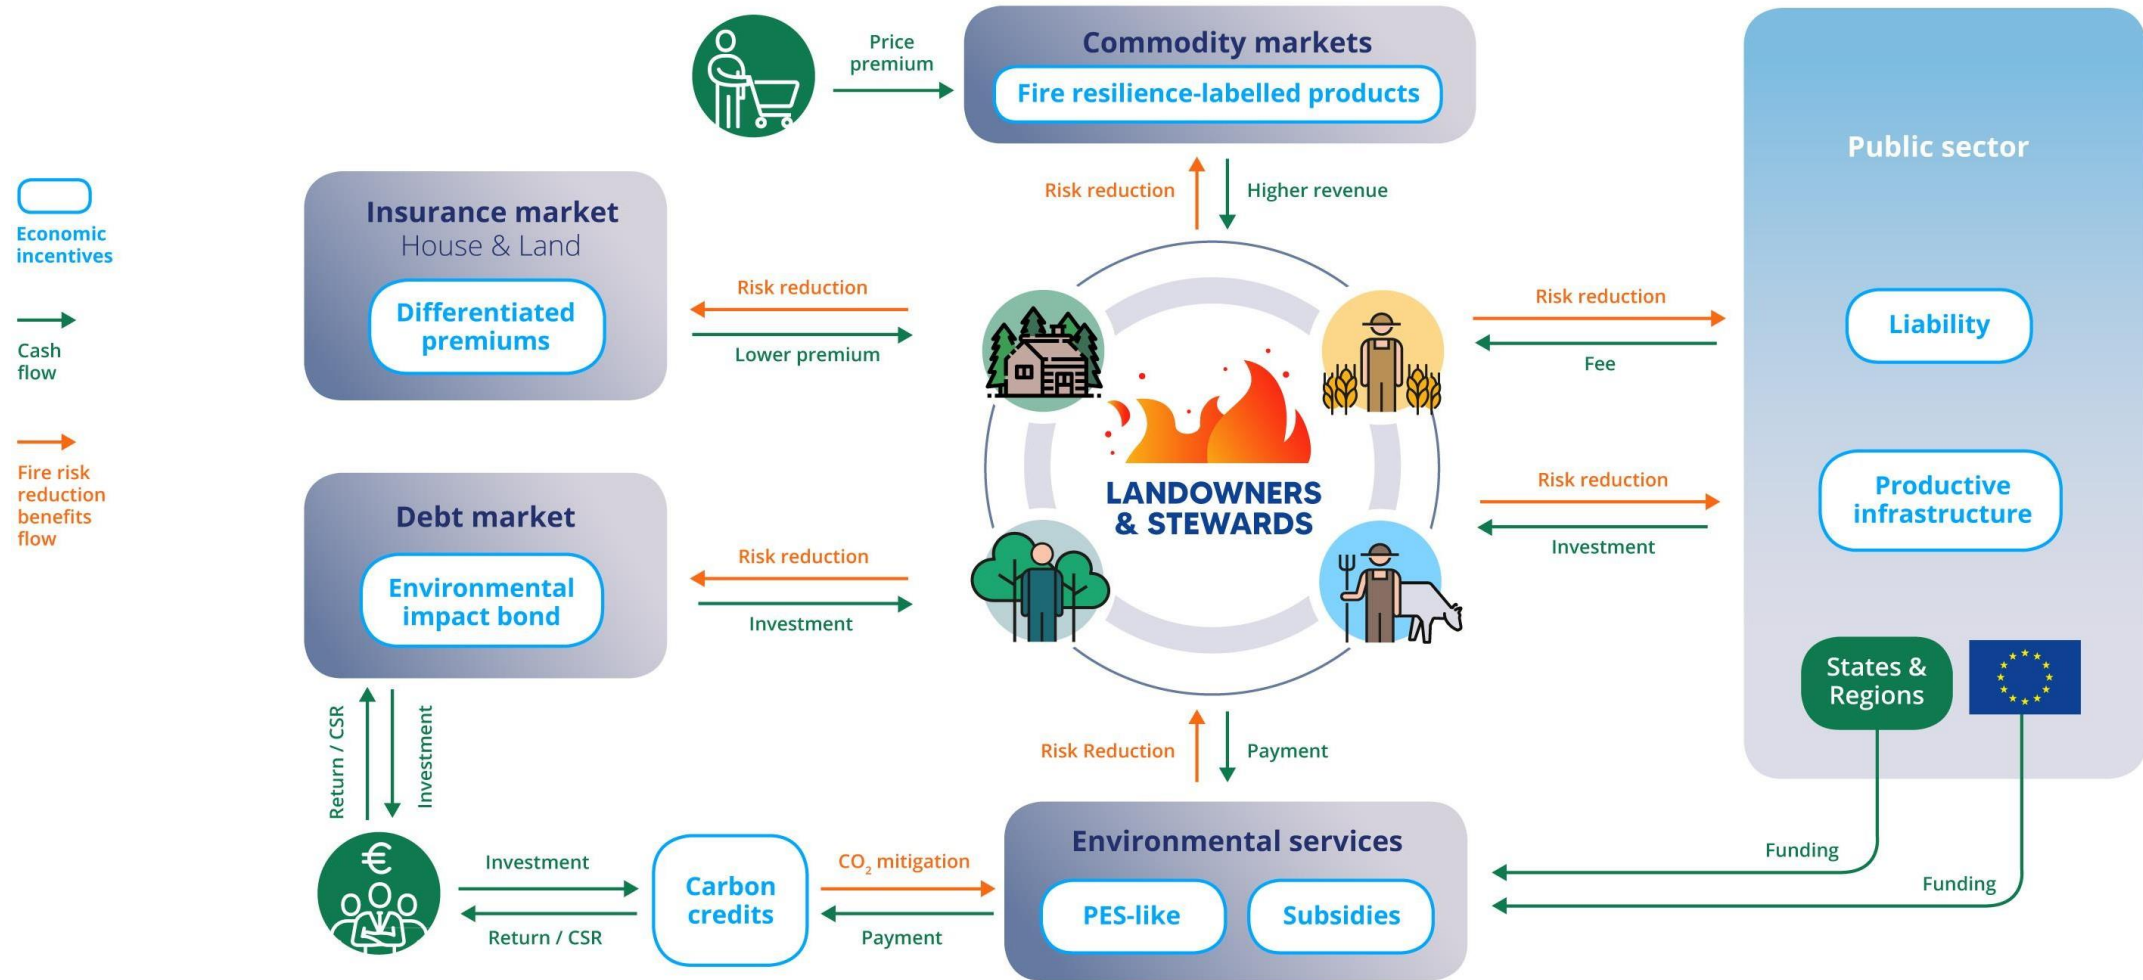 Price
premium
Commodity markets
Fire resilience-labelled products
Public sector
Economic
incentives
Cash
flow
Fire risk
reduction
benefits
flow
Insurance market
House & Land
Differentiated
premiums
Risk reduction
Higher revenue
Risk reduction
Lower premium
Risk reduction
Fee
Liability
LANDOWNERS
& STEWARDS
Debt market
Environmental
impact bond
Risk reduction
Investment
Risk reduction
Investment
Productive
infrastructure
States &
Regions
Return / CSR
Investment
Risk Reduction
Payment
€
Investment
Return / CSR
Carbon
credits
CO₂ mitigation
Payment
Environmental services
PES-like
Subsidies
Funding
Funding